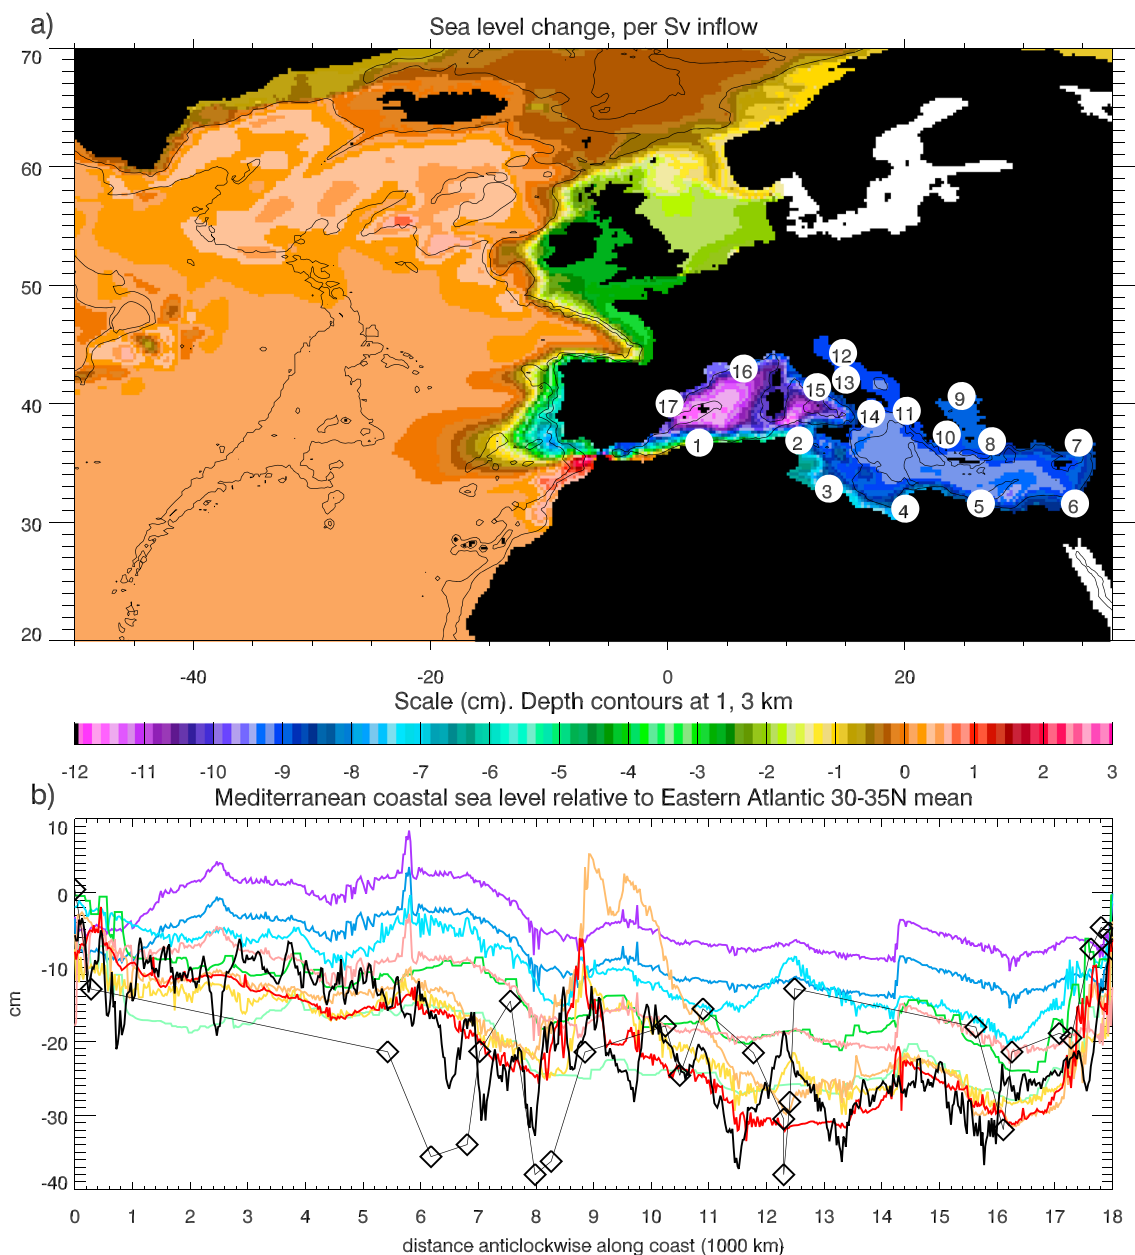 a)
Sea level change, per Sv inflow
70
60
50
40
30
20
1
2
3
4
5
6
7
8
9
10
11
12
13
14
15
16
17
-40 -20 0 20
Scale (cm). Depth contours at 1, 3 km
-12 -11 -10 -9 -8 -7 -6 -5 -4 -3 -2 -1 0 1 2 3
b)
Mediterranean coastal sea level relative to Eastern Atlantic 30-35N mean
cm
10
0
-10
cm
-20
-30
-40
0 1 2 3 4 5 6 7 8 9 10 11 12 13 14 15 16 17 18
distance anticlockwise along coast (1000 km)